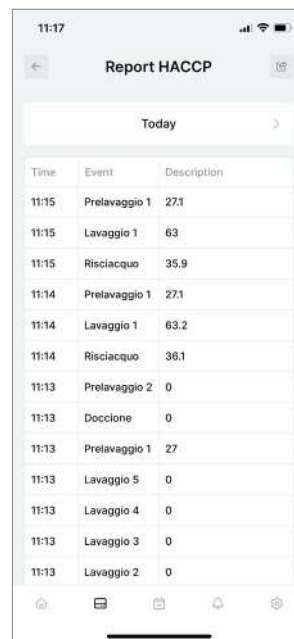 11:17
Report HACCP
Today
Time Event Description
11:15 Prelavaggio 1 27.1
11:15 Lavaggio 1 63
11:15 Risciacquo 35.9
11:14 Prelavaggio 1 27.1
11:14 Lavaggio 1 63.2
11:14 Risciacquo 36.1
11:13 Prelavaggio 2 0
11:13 Doccione 0
11:13 Prelavaggio 1 27
11:13 Lavaggio 5 0
11:13 Lavaggio 4 0
11:13 Lavaggio 3 0
11:13 Lavaggio 2 0